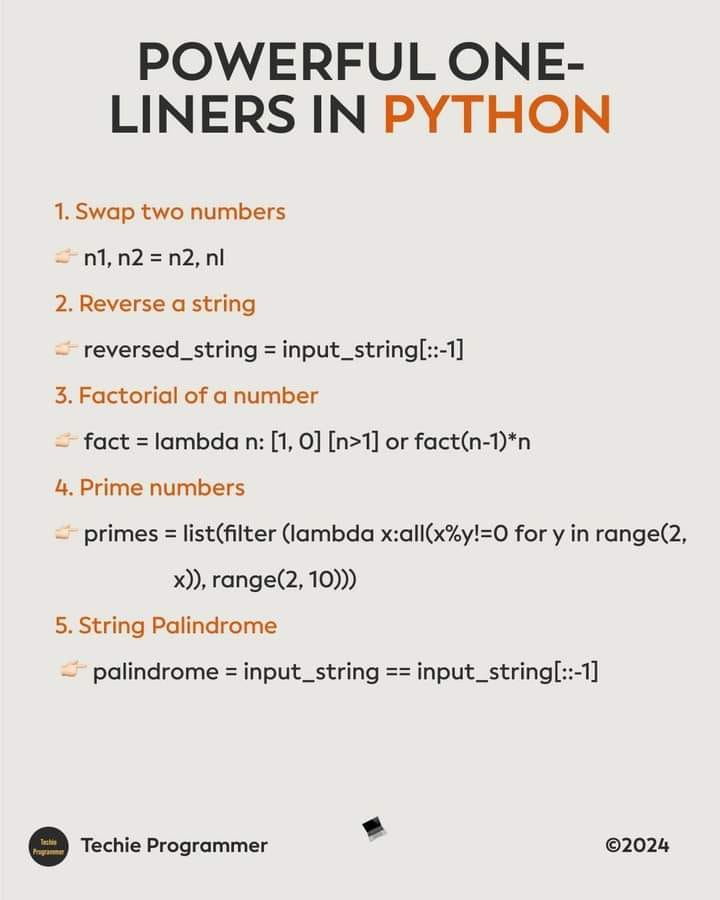 POWERFUL ONE-
LINERS IN PYTHON
1. Swap two numbers
👉🏻 n1, n2 = n2, nl
2. Reverse a string
👉🏻 reversed_string = input_string[::-1]
3. Factorial of a number
👉🏻 fact = lambda n: [1, 0] [n>1] or fact(n-1)*n
4. Prime numbers
👉🏻 primes = list(filter (lambda x:all(x%y!=0 for y in range(2,
x)), range(2, 10)))
5. String Palindrome
👉🏻 palindrome = input_string == input_string[::-1]
Techie
Programmer
Techie Programmer
©2024